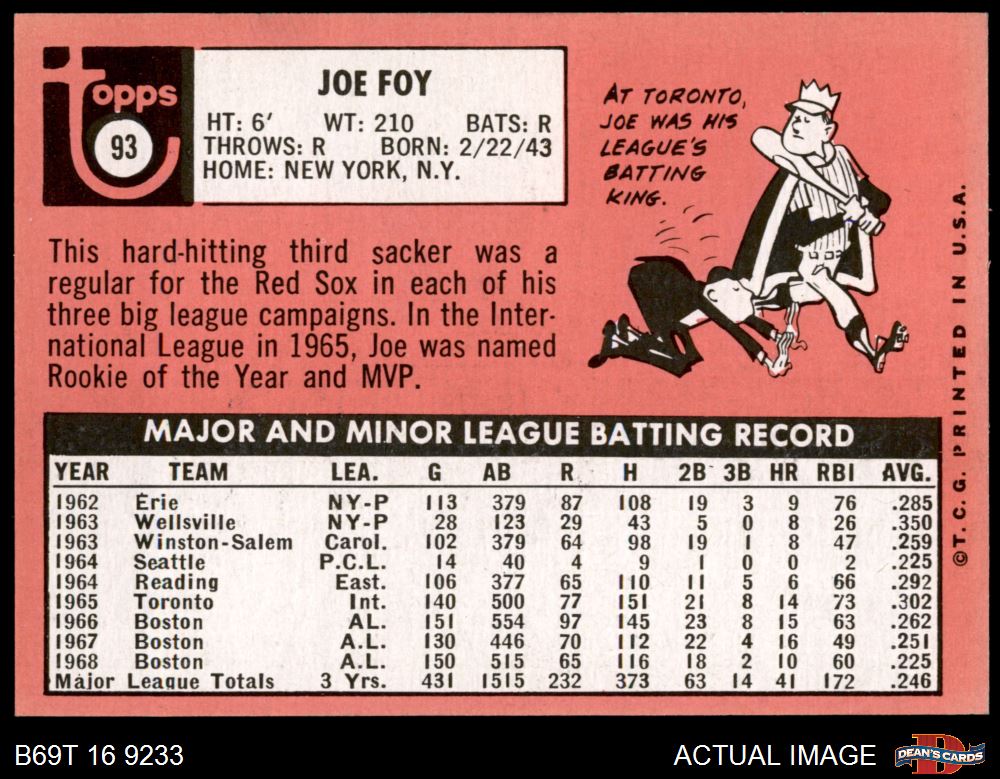 topps
93
JOE FOY
HT: 6' WT: 210 BATS: R
THROWS: R BORN: 2/22/43
HOME: NEW YORK, N.Y.
AT TORONTO,
JOE WAS HIS
LEAGUE'S
BATTING
KING.
This hard-hitting third sacker was a
regular for the Red Sox in each of his
three big league campaigns. In the Inter-
national League in 1965, Joe was named
Rookie of the Year and MVP.
MAJOR AND MINOR LEAGUE BATTING RECORD
YEAR TEAM LEA. G AB R H 2B 3B HR RBI AVG.
1962 Erie NY-P 113 379 87 108 19 3 9 76 .285
1963 Wellsville NY-P 28 123 29 43 5 0 8 26 .350
1963 Winston-Salem Carol. 102 379 64 98 19 1 8 47 .259
1964 Seattle P.C.L. 14 40 4 9 1 0 0 2 .225
1964 Reading East. 106 377 65 110 11 5 6 66 .292
1965 Toronto Int. 140 500 77 151 21 8 14 73 .302
1966 Boston AL. 151 554 97 145 23 8 15 63 .262
1967 Boston A.L. 130 446 70 112 22 4 16 49 .251
1968 Boston A.L. 150 515 65 116 18 2 10 60 .225
Major League Totals 3 Yrs. 431 1515 232 373 63 14 41 172 .246
©T.C.G. PRINTED IN U.S.A.
B69T 16 9233
ACTUAL IMAGE
DEAN'S CARDS